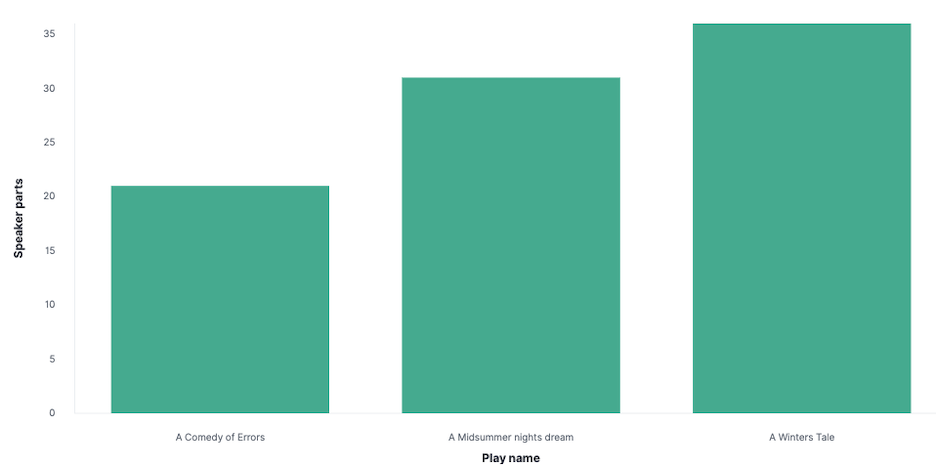 Speaker parts
35
30
25
20
15
10
5
0
A Comedy of Errors
A Midsummer nights dream
A Winters Tale
Play name